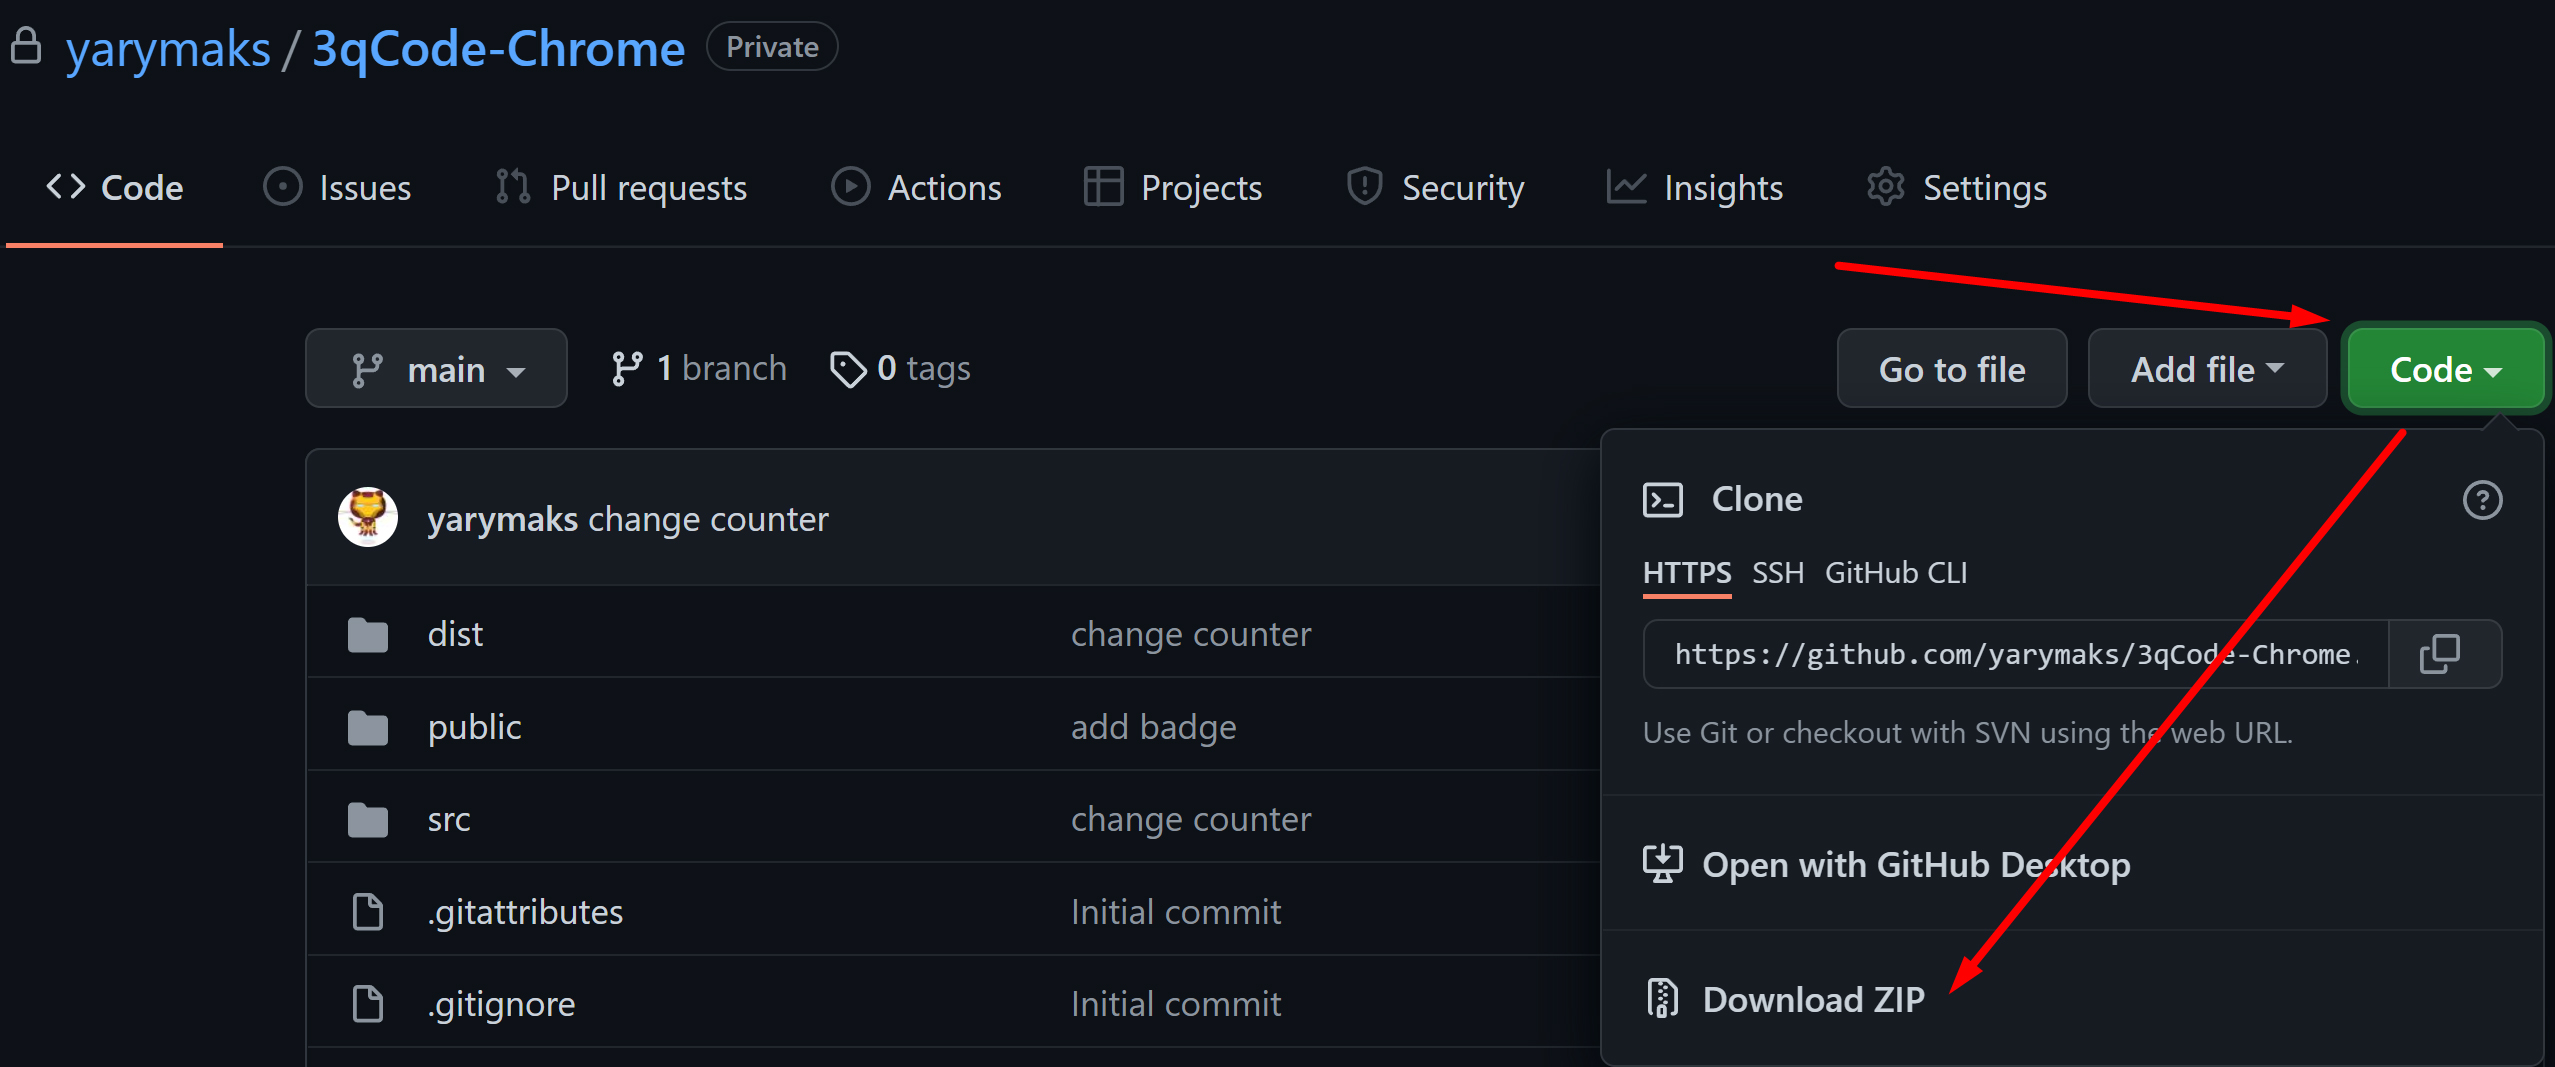 yarymaks / 3qCode-Chrome Private
Code Issues Pull requests Actions Projects Security Insights Settings
main 1 branch 0 tags Go to file Add file Code
yarymaks change counter
dist change counter
public add badge
src change counter
.gitattributes Initial commit
.gitignore Initial commit
Clone
HTTPS SSH GitHub CLI
https://github.com/yarymaks/3qCode-Chrome.
Use Git or checkout with SVN using the web URL.
Open with GitHub Desktop
Download ZIP